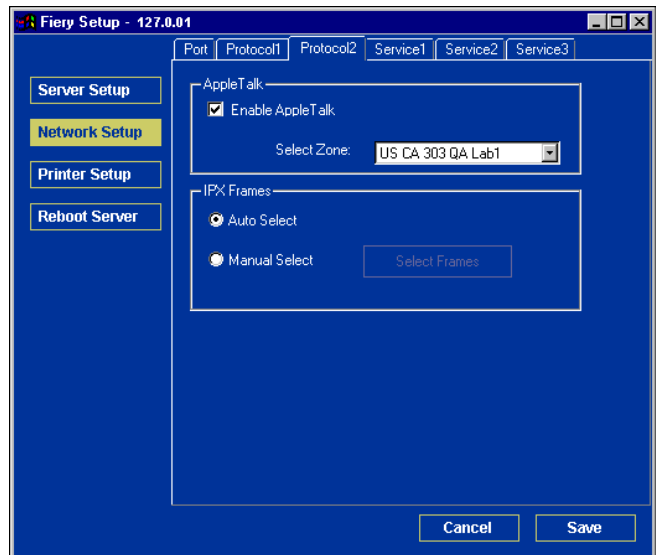 Fiery Setup - 127.0.01
Port Protocol1 Protocol2 Service1 Service2 Service3
Server Setup
Network Setup
Printer Setup
Reboot Server
AppleTalk
Enable AppleTalk
Select Zone: US CA 303 QA Lab1
IPX Frames
Auto Select
Manual Select Select Frames
Cancel Save